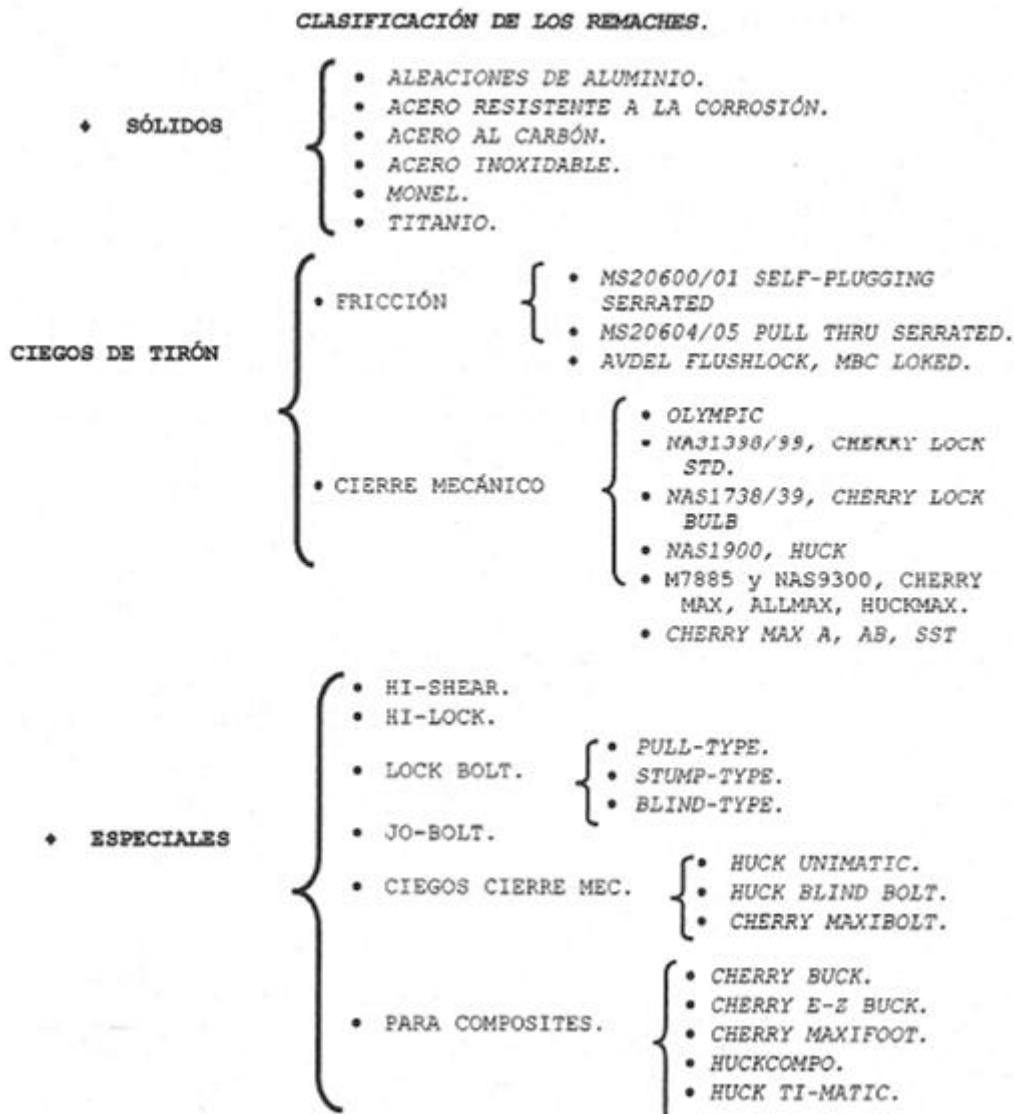 CLASIFICACIÓN DE LOS REMACHES.
♦ SÓLIDOS
• ALEACIONES DE ALUMINIO.
• ACERO RESISTENTE A LA CORROSIÓN.
• ACERO AL CARBÓN.
• ACERO INOXIDABLE.
• MONEL.
• TITANIO.
CIEGOS DE TIRÓN
• FRICCIÓN
• MS20600/01 SELF-PLUGGING
SERRATED
• MS20604/05 PULL THRU SERRATED.
♦ AVDEL FLUSHLOCK, MBC LOKED.
• CIERRE MECÁNICO
• OLYMPIC
• NAS1398/99, CHERRY LOCK
STD.
• NAS1738/39, CHERRY LOCK
BULB
• NAS1900, HUCK
• M7885 y NAS9300, CHERRY
MAX, ALLMAX, HUCKMAX.
• CHERRY MAX A, AB, SST
♦ ESPECIALES
• HI-SHEAR.
• HI-LOCK.
• LOCK BOLT.
• PULL-TYPE.
• STUMP-TYPE.
• BLIND-TYPE.
• JO-BOLT.
• CIEGOS CIERRE MEC.
• HUCK UNIMATIC.
• HUCK BLIND BOLT.
• CHERRY MAXIBOLT.
• PARA COMPOSITES.
• CHERRY BUCK.
• CHERRY E-Z BUCK.
• CHERRY MAXIFOOT.
• HUCKCOMPO.
• HUCK TI-MATIC.